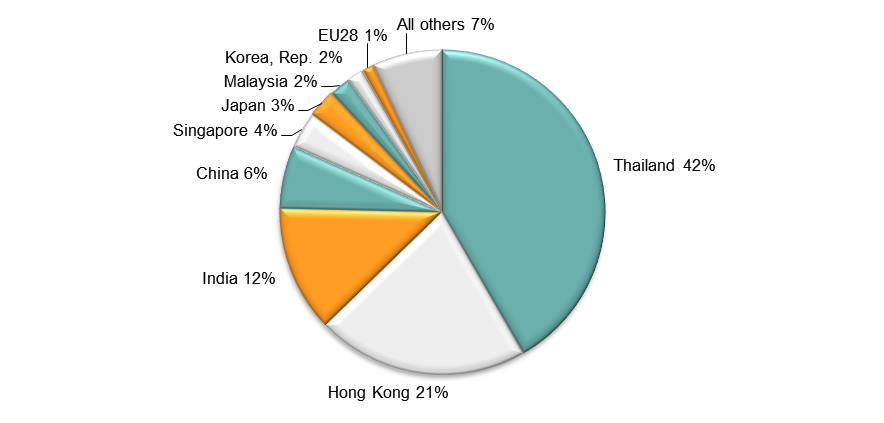 All others 7%
EU28 1%
Korea, Rep. 2%
Malaysia 2%
Japan 3%
Singapore 4%
Thailand 42%
China 6%
India 12%
Hong Kong 21%